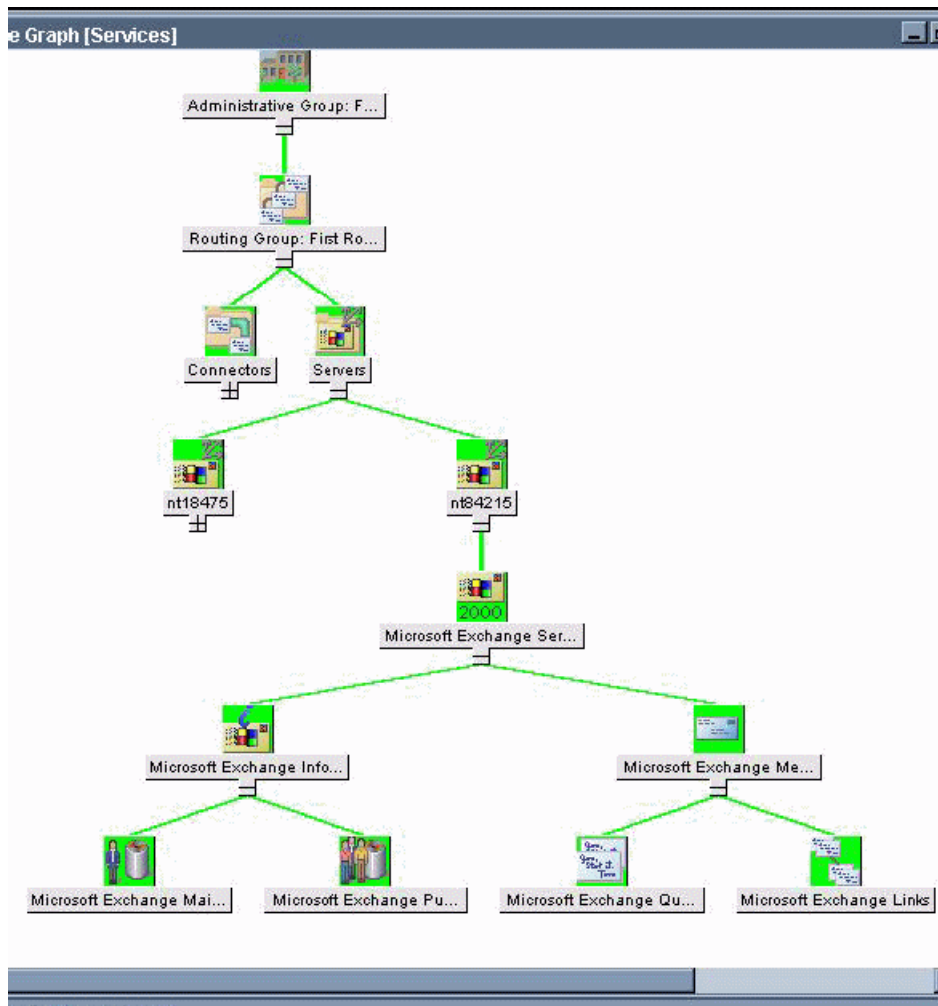 e Graph [Services]
Administrative Group: F...
Routing Group: First Ro...
Connectors
Servers
nt18475
nt84215
2000
Microsoft Exchange Ser...
Microsoft Exchange Info...
Microsoft Exchange Me...
Microsoft Exchange Mai...
Microsoft Exchange Pu...
Microsoft Exchange Qu...
Microsoft Exchange Links